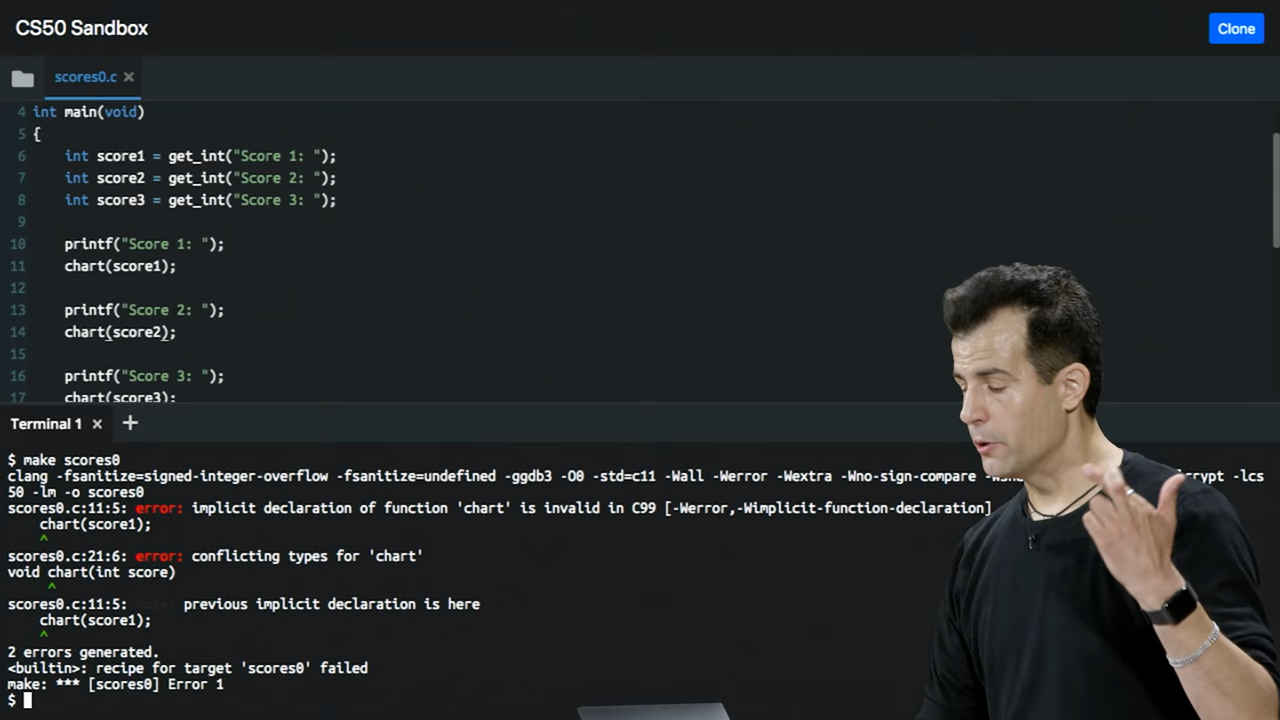 CS50 Sandbox
Clone
scores0.c ×
4 int main(void)
5 {
6 int score1 = get_int("Score 1: ");
7 int score2 = get_int("Score 2: ");
8 int score3 = get_int("Score 3: ");
9
10 printf("Score 1: ");
11 chart(score1);
12
13 printf("Score 2: ");
14 chart(score2);
15
16 printf("Score 3: ");
17 chart(score3);
Terminal 1 × +
$ make scores0
clang -fsanitize=signed-integer-overflow -fsanitize=undefined -ggdb3 -O0 -std=c11 -Wall -Werror -Wextra -Wno-sign-compare -lcs
50 -lm -o scores0
scores0.c:11:5: error: implicit declaration of function 'chart' is invalid in C99 [-Werror,-Wimplicit-function-declaration]
chart(score1);
^
scores0.c:21:6: error: conflicting types for 'chart'
void chart(int score)
^
scores0.c:11:5: note: previous implicit declaration is here
chart(score1);
^
2 errors generated.
<builtin>: recipe for target 'scores0' failed
make: *** [scores0] Error 1
$